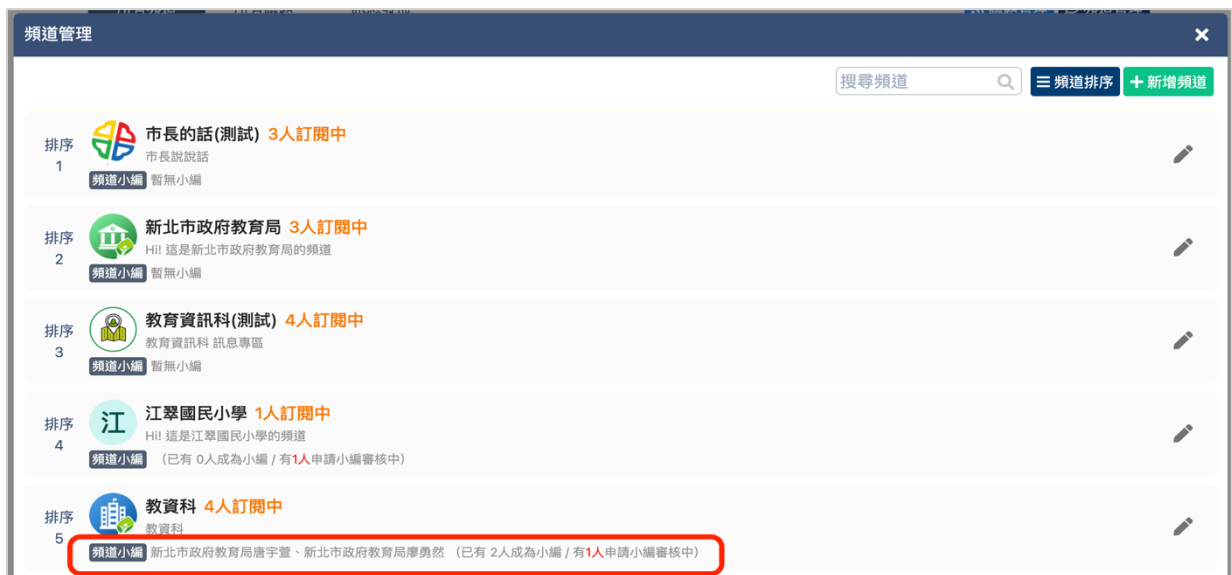 頻道管理
搜尋頻道 頻道排序 新增頻道
市長的話(測試) 3人訂閱中
排序
市長說說話
1
頻道小編 暫無小編
新北市政府教育局 3人訂閱中
排序
Hi! 這是新北市政府教育局的頻道
2
頻道小編 暫無小編
教育資訊科(測試) 4人訂閱中
排序
教育資訊科 訊息專區
3
頻道小編 暫無小編
江
江翠國民小學 1人訂閱中
排序
Hi! 這是江翠國民小學的頻道
4
頻道小編 (已有 0人成為小編 / 有1人申請小編審核中)
教資科 4人訂閱中
排序
教資科
5
頻道小編 新北市政府教育局唐宇萱、新北市政府教育局廖勇然 (已有 2人成為小編 / 有1人申請小編審核中)